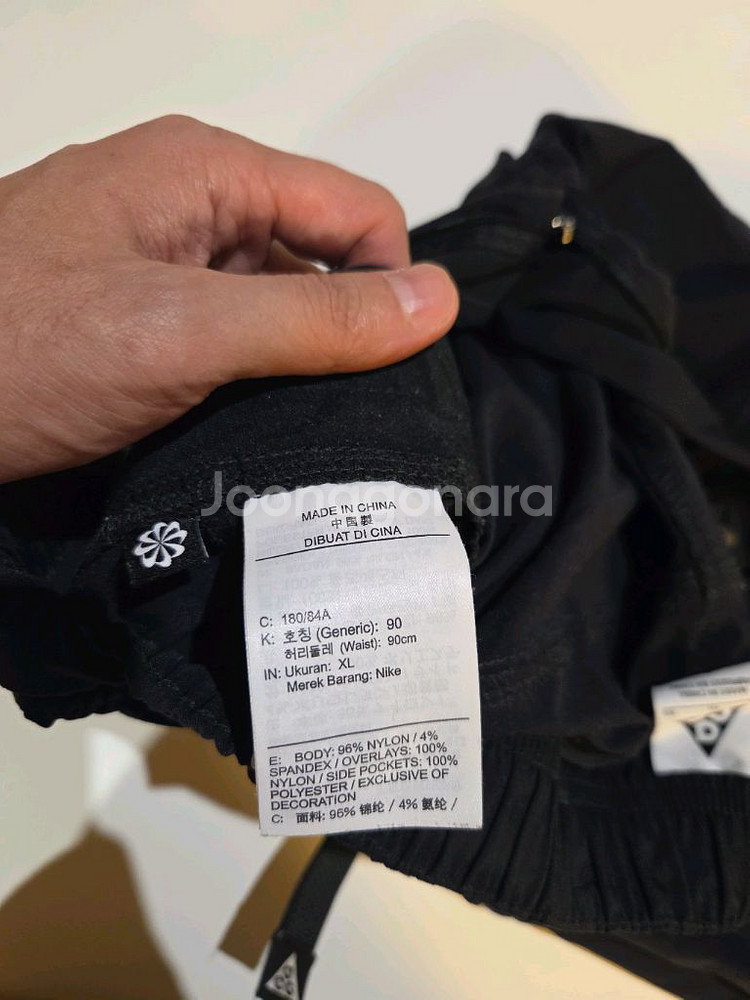 Joongonara
MADE IN CHINA
中国製
DIBUAT DI CINA
C: 180/84A
K: 호칭 (Generic): 90
허리둘레 (Waist): 90cm
IN: Ukuran: XL
Merek Barang: Nike
E: BODY: 96% NYLON / 4%
SPANDEX / OVERLAYS: 100%
NYLON / SIDE POCKETS: 100%
POLYESTER / EXCLUSIVE OF
DECORATION
C: 面料: 96% 锦纶 / 4% 氨纶 /